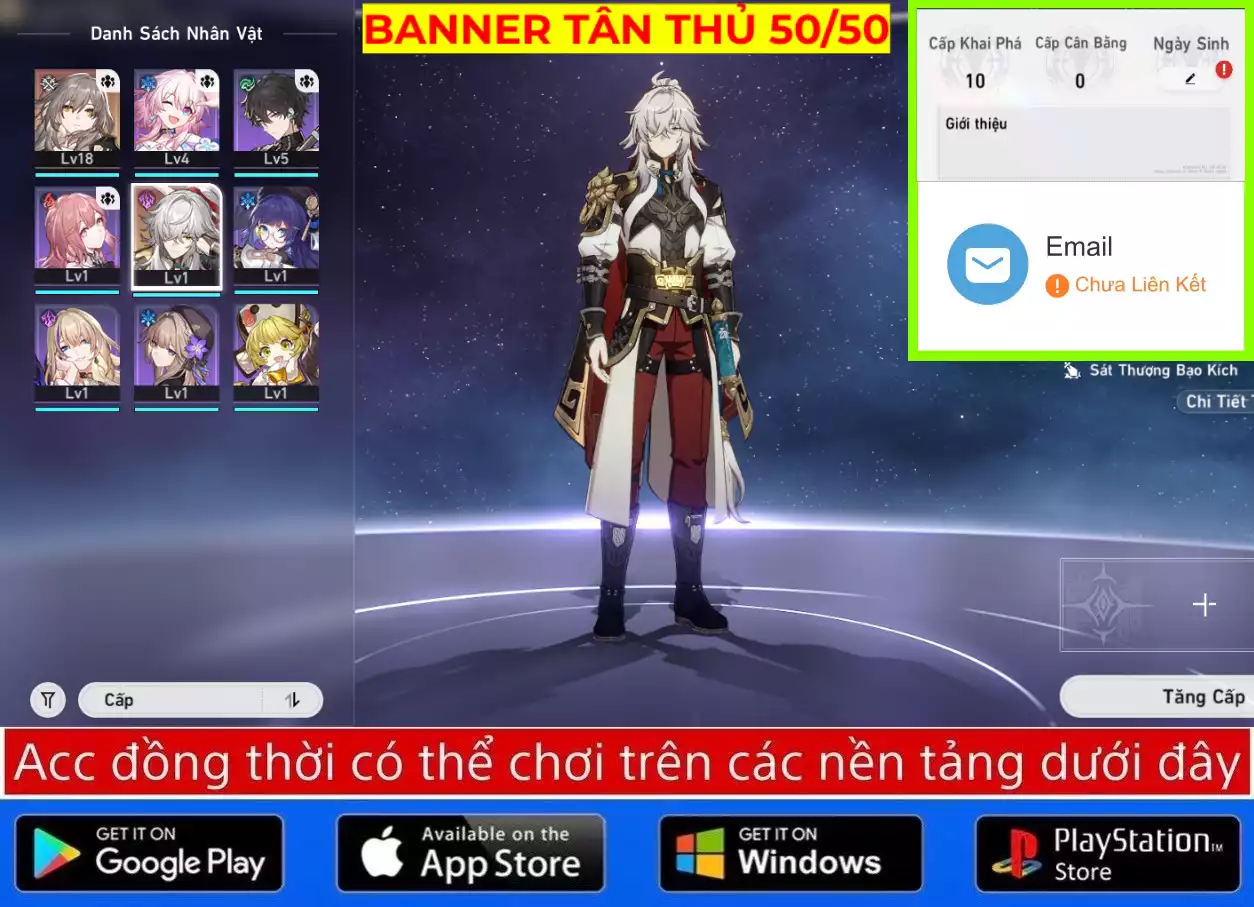 Danh Sách Nhân Vật
BANNER TÂN THỦ 50/50
Cấp Khai Phá
Cấp Cân Bằng
Ngày Sinh
10
0
Giới thiệu
Lv18
Lv4
Lv5
Lv1
Lv1
Lv1
Lv1
Lv1
Lv1
Email
Chưa Liên Kết
Sát Thương Bạo Kích
Chi Tiết
Cấp
Tăng Cấp
Acc đồng thời có thể chơi trên các nền tảng dưới đây
GET IT ON
Google Play
Available on the
App Store
GET IT ON
Windows
PlayStation™
Store